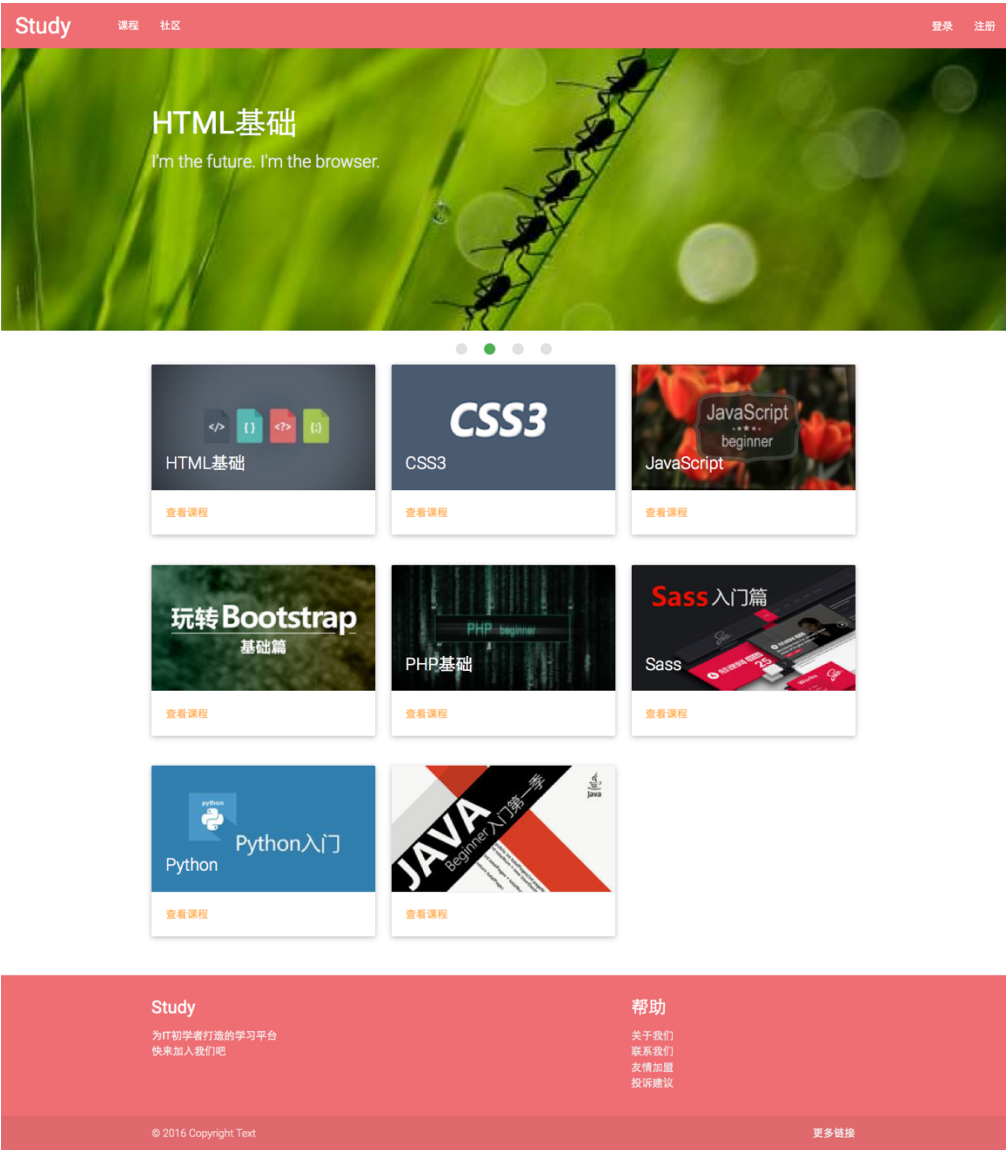 Study
课程
社区
登录
注册
HTML基础
I'm the future. I'm the browser.
</>
{ }
<?>
{;}
HTML基础
查看课程
CSS3
CSS3
查看课程
JavaScript
beginner
JavaScript
查看课程
玩转Bootstrap
基础篇
查看课程
PHP beginner
PHP基础
查看课程
Sass入门篇
25
Works
Sass
查看课程
python
Python入门
Python
查看课程
JAVA
Beginner入门第一季
Java
查看课程
Study
为IT初学者打造的学习平台
快来加入我们吧
帮助
关于我们
联系我们
友情加盟
投诉建议
© 2016 Copyright Text
更多链接